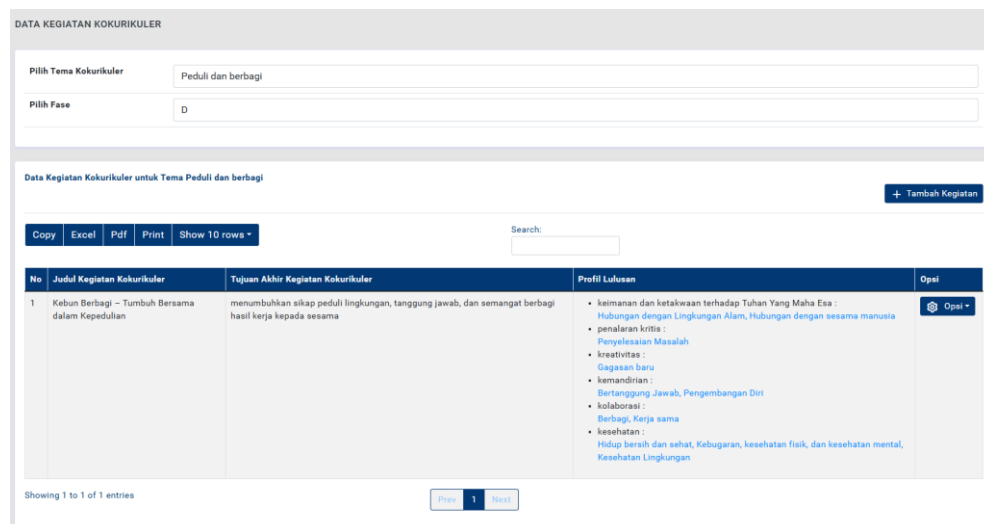 DATA KEGIATAN KOKURIKULER
Pilih Tema Kokurikuler
Peduli dan berbagi
Pilih Fase
D
Data Kegiatan Kokurikuler untuk Tema Peduli dan berbagi
+ Tambah Kegiatan
Copy Excel Pdf Print Show 10 rows
Search:
No Judul Kegiatan Kokurikuler Tujuan Akhir Kegiatan Kokurikuler Profil Lulusan Opsi
1
Kebun Berbagi – Tumbuh Bersama
dalam Kepedulian
menumbuhkan sikap peduli lingkungan, tanggung jawab, dan semangat berbagi
hasil kerja kepada sesama
• keimanan dan ketakwaan terhadap Tuhan Yang Maha Esa :
Hubungan dengan Lingkungan Alam, Hubungan dengan sesama manusia
• penalaran kritis :
Penyelesaian Masalah
• kreativitas :
Gagasan baru
• kemandirian :
Bertanggung Jawab, Pengembangan Diri
• kolaborasi :
Berbagi, Kerja sama
• kesehatan :
Hidup bersih dan sehat, Kebugaran, kesehatan fisik, dan kesehatan mental,
Kesehatan Lingkungan
Opsi
Showing 1 to 1 of 1 entries
Prev 1 Next